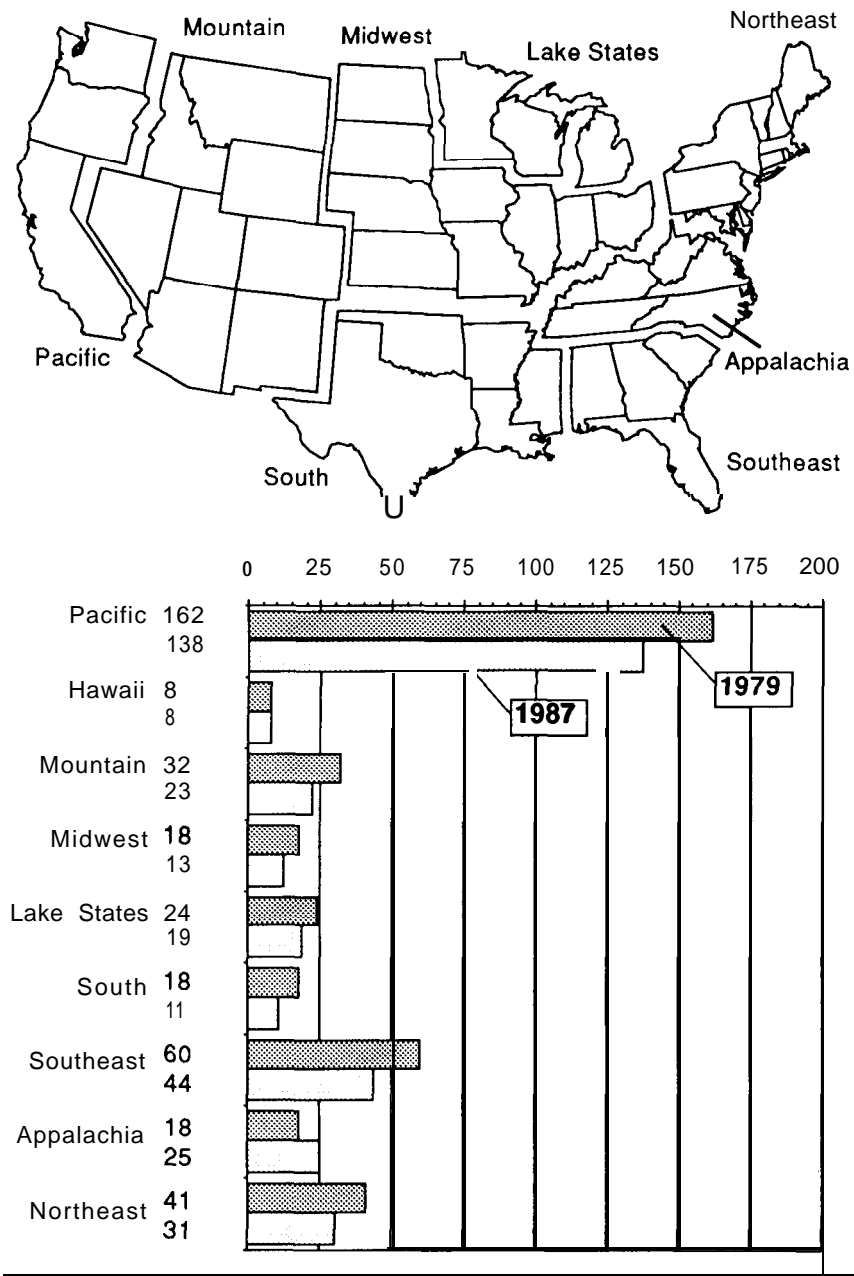 Northeast
Mountain
Midwest
Lake States
Pacific
Appalachia
South
Southeast
0 25 50 75 100 125 150 175 200
Pacific 162
138
1979
Hawaii 8
8
1987
Mountain 32
23
Midwest 18
13
Lake States 24
19
South 18
11
Southeast 60
44
Appalachia 18
25
Northeast 41
31